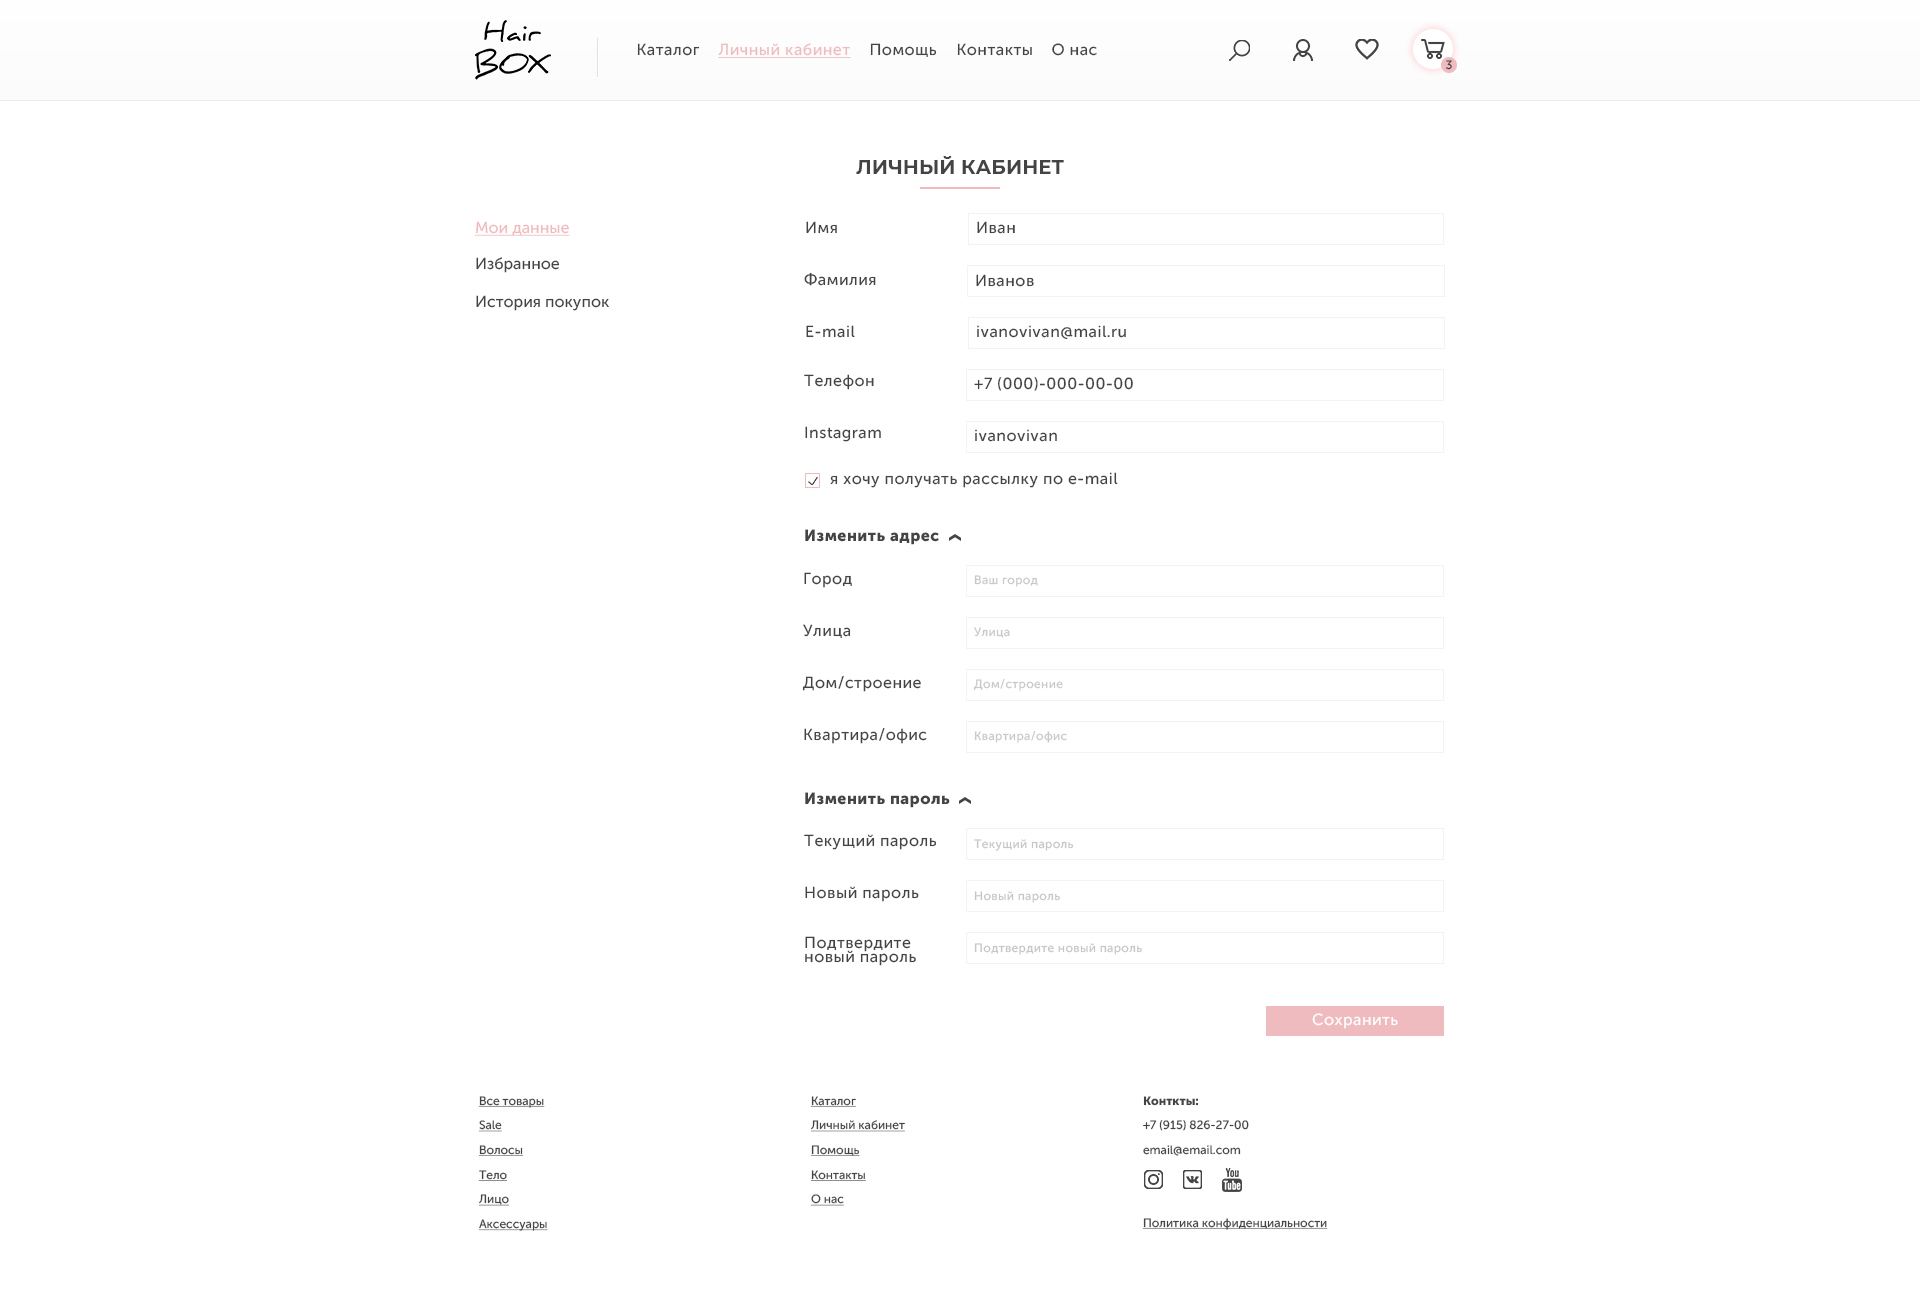 Hair
BOX
Каталог Личный кабинет Помощь Контакты О нас
3
ЛИЧНЫЙ КАБИНЕТ
Мои данные
Избранное
История покупок
Имя Иван
Фамилия Иванов
E-mail ivanovivan@mail.ru
Телефон +7 (000)-000-00-00
Instagram ivanovivan
я хочу получать рассылку по e-mail
Изменить адрес
Город Ваш город
Улица Улица
Дом/строение Дом/строение
Квартира/офис Квартира/офис
Изменить пароль
Текущий пароль Текущий пароль
Новый пароль Новый пароль
Подтвердите
новый пароль
Подтвердите новый пароль
Сохранить
Все товары
Sale
Волосы
Тело
Лицо
Аксессуары
Каталог
Личный кабинет
Помощь
Контакты
О нас
Конткты:
+7 (915) 826-27-00
email@email.com
You
Tube
Политика конфиденциальности